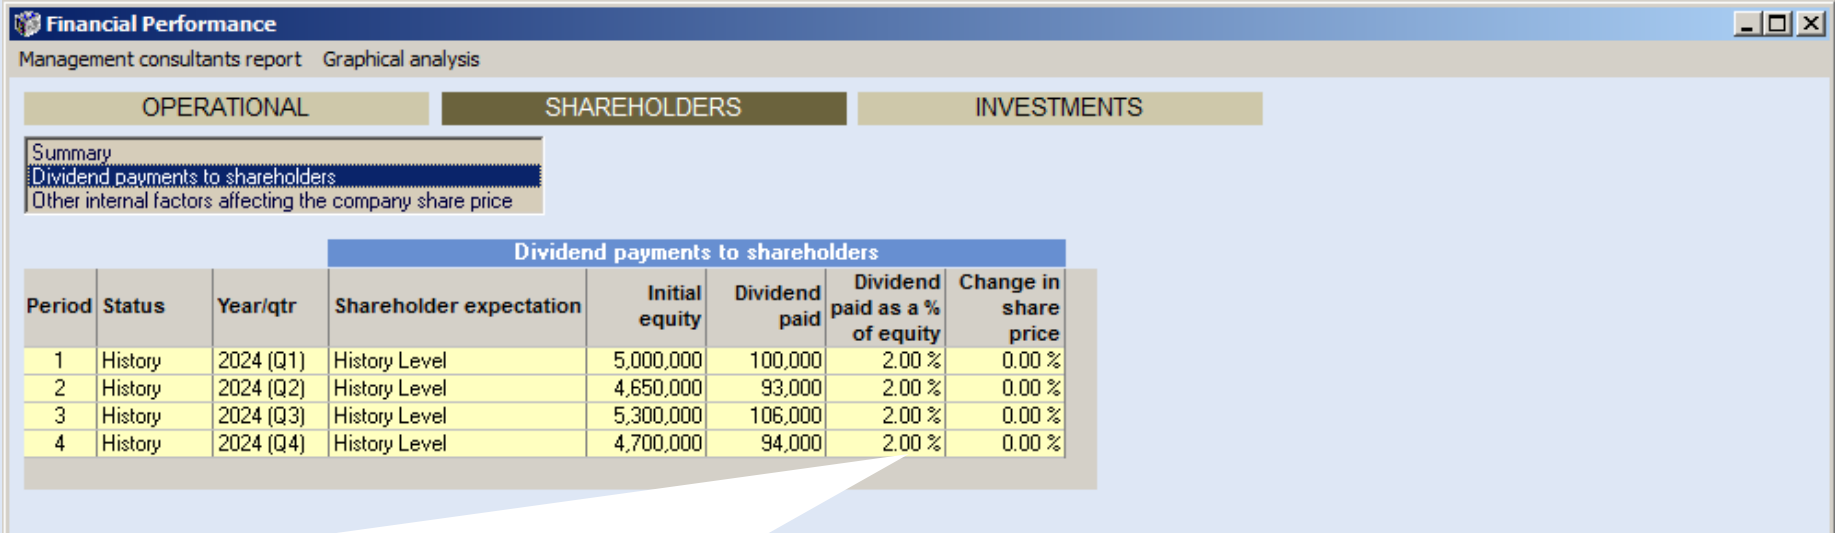 Financial Performance
Management consultants report Graphical analysis
OPERATIONAL SHAREHOLDERS INVESTMENTS
Summary
Dividend payments to shareholders
Other internal factors affecting the company share price
Dividend payments to shareholders
Period Status Year/qtr Shareholder expectation Initial equity Dividend paid Dividend paid as a % of equity Change in share price
1 History 2024 (Q1) History Level 5,000,000 100,000 2.00 % 0.00 %
2 History 2024 (Q2) History Level 4,650,000 93,000 2.00 % 0.00 %
3 History 2024 (Q3) History Level 5,300,000 106,000 2.00 % 0.00 %
4 History 2024 (Q4) History Level 4,700,000 94,000 2.00 % 0.00 %